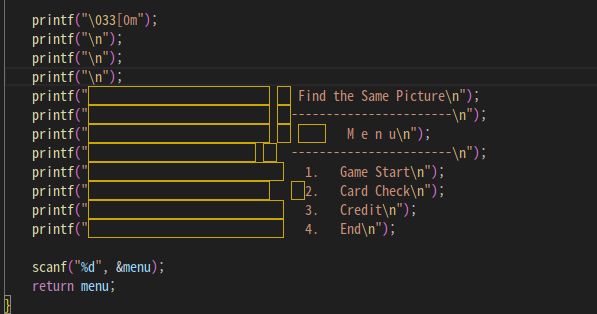 printf("\033[0m");
printf("\n");
printf("\n");
printf("\n");
printf(" Find the Same Picture\n");
printf(" -----------------------\n");
printf(" M e n u\n");
printf(" -----------------------\n");
printf(" 1. Game Start\n");
printf(" 2. Card Check\n");
printf(" 3. Credit\n");
printf(" 4. End\n");
scanf("%d", &menu);
return menu;
}